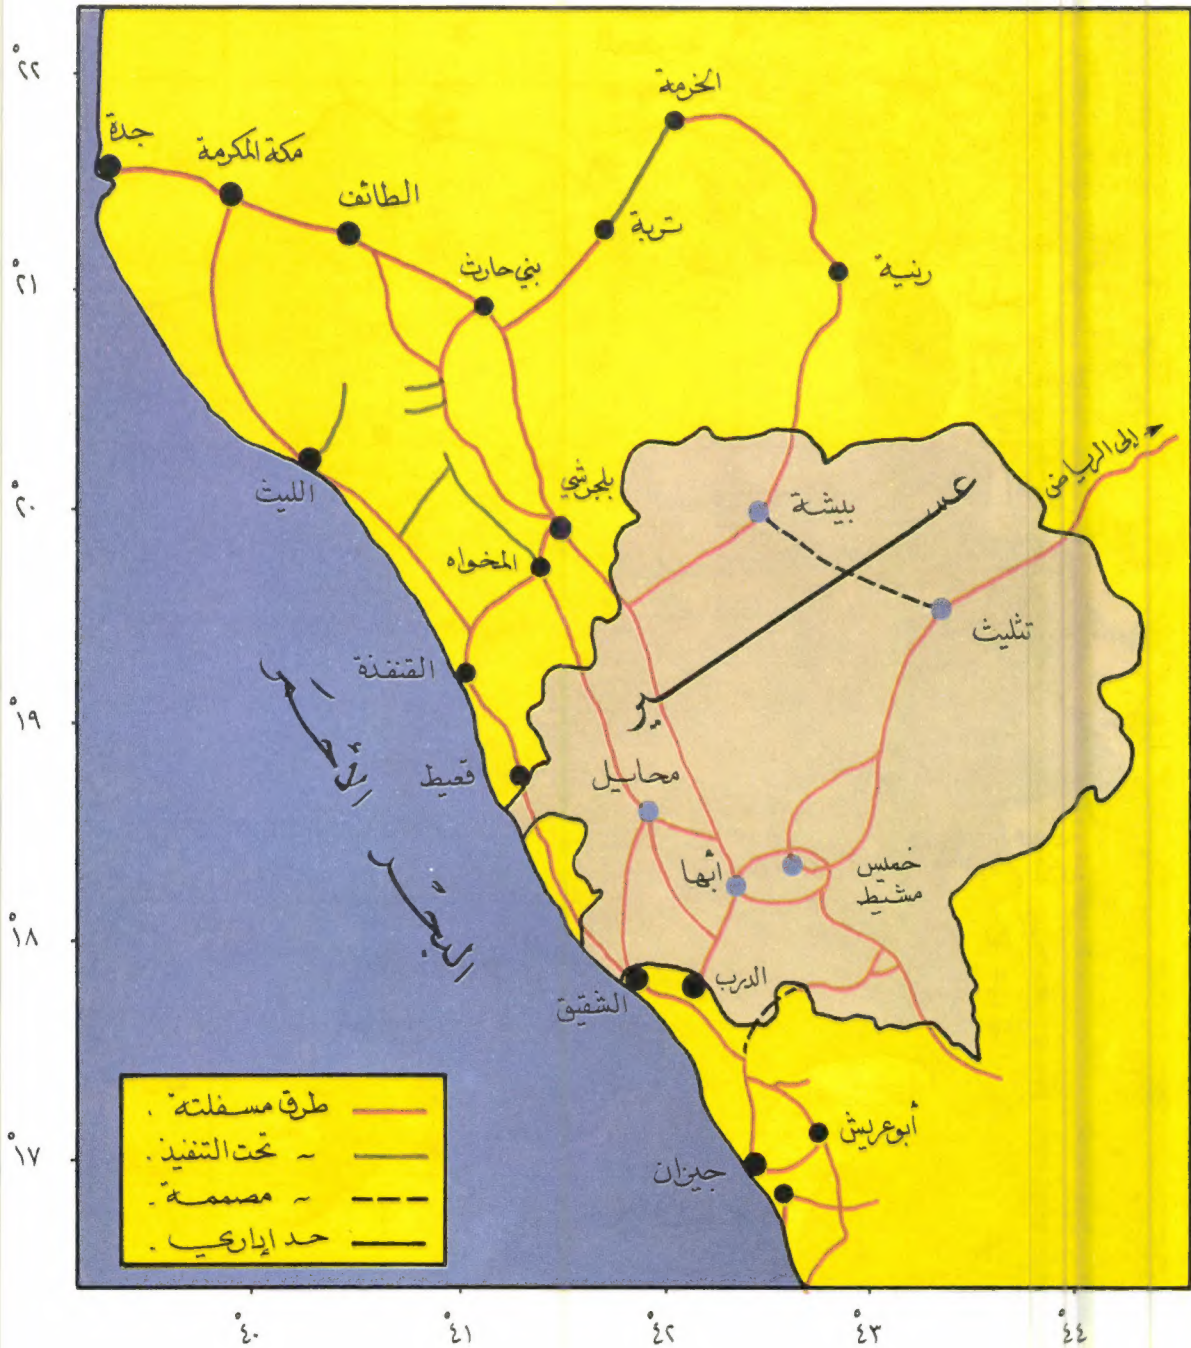 °٢٢
°٢١
°٢٠
°١٩
°١٨
°١٧
جدة
مكة المكرمة
الطائف
بني حارث
الخرمة
تربة
رنية
إلى الرياض
الليث
بلجرشي
المخواه
بيشة
تثليث
عسير
القنفذة
قعيط
محايل
أبها
خميس
مشيط
البحر الأحمر
الشقيق
الدرب
أبوعريش
جيزان
طرق مسفلتة .
~ تحت التنفيذ .
~ مصممة .
حد إداري .
°٤٠
°٤١
°٤٢
°٤٣
°٤٤